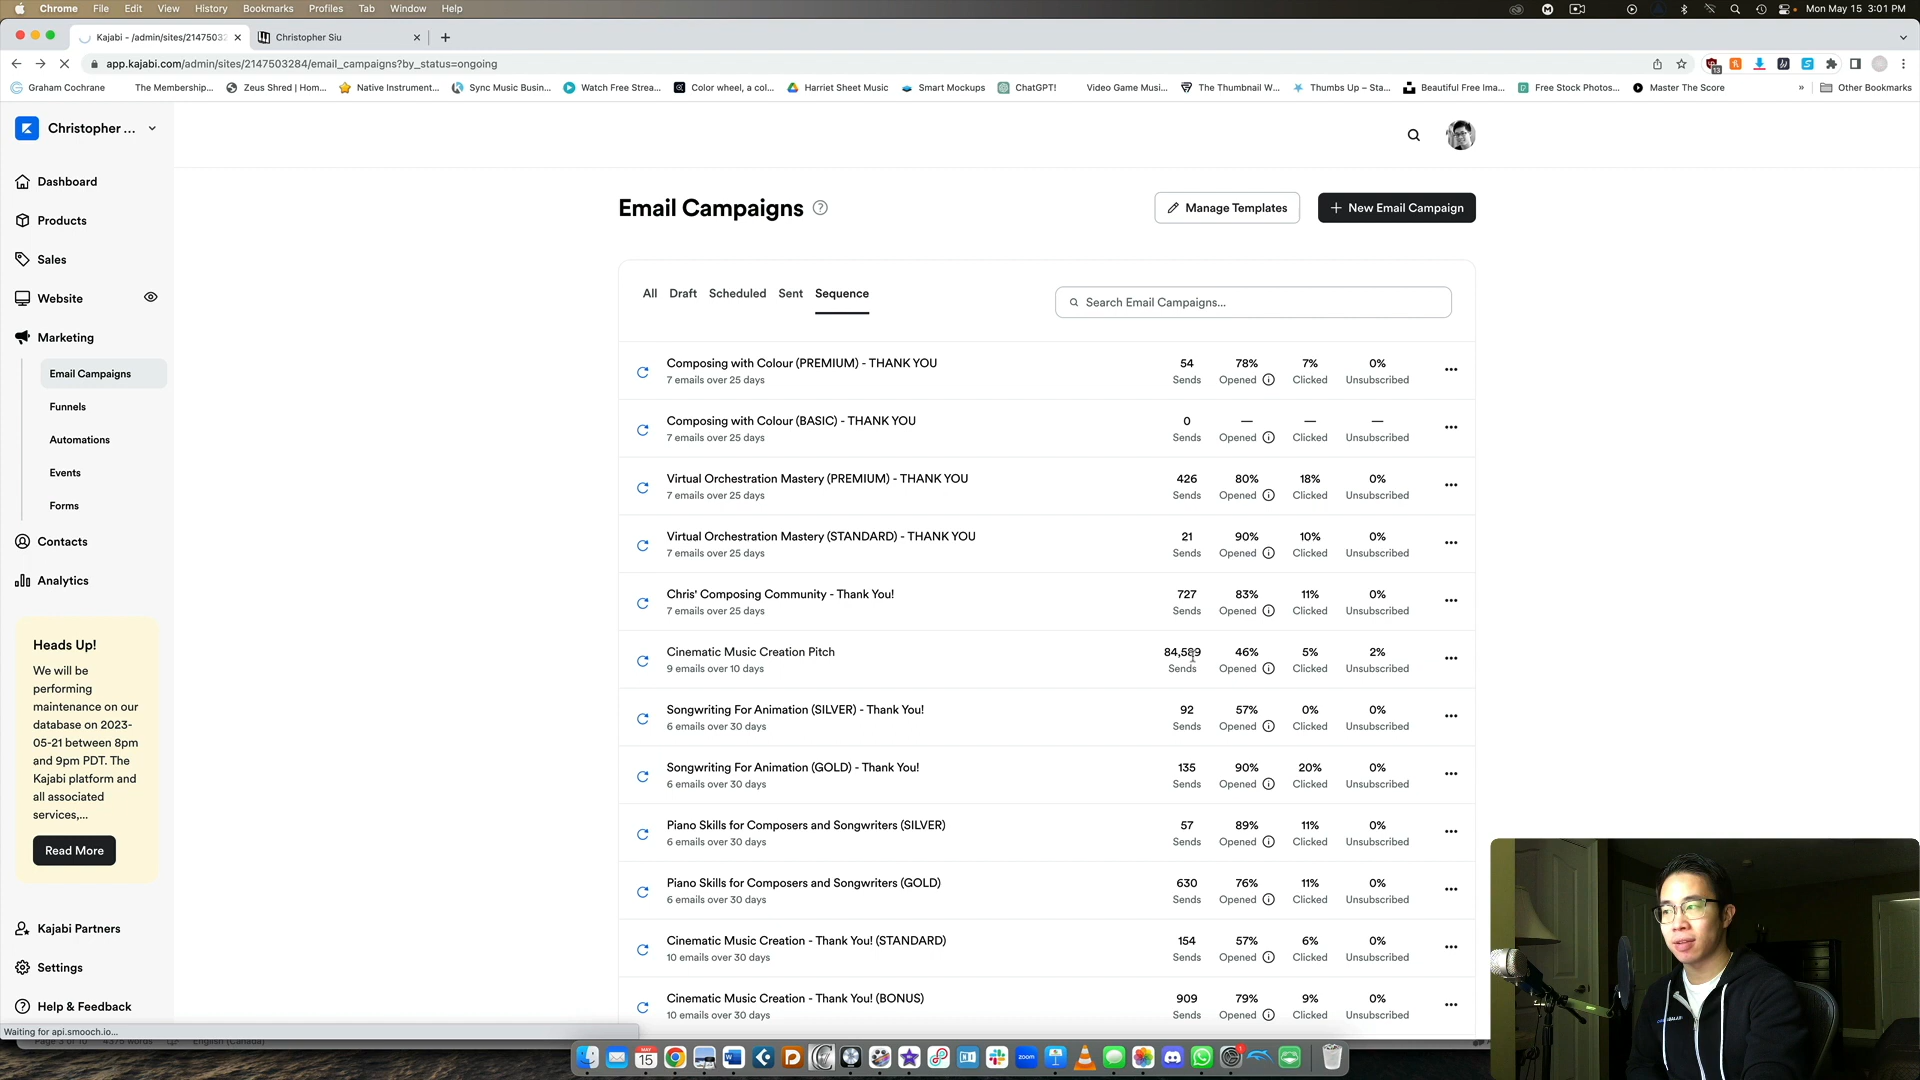 Chrome File Edit View History Bookmarks Profiles Tab Window Help Mon May 15 3:01 PM
Kajabi - /admin/sites/2147503 Christopher Siu
app.kajabi.com/admin/sites/2147503284/email_campaigns?by_status=ongoing
Graham Cochrane The Membership... Zeus Shred | Hom... Native Instrument... Sync Music Busin... Watch Free Strea... Color wheel, a col... Harriet Sheet Music Smart Mockups ChatGPT! Video Game Musi... The Thumbnail W... Thumbs Up – Sta... Beautiful Free Ima... Free Stock Photos... Master The Score » Other Bookmarks
Christopher ...
Dashboard
Products
Sales
Website
Marketing
Email Campaigns
Funnels
Automations
Events
Forms
Contacts
Analytics
Heads Up!
We will be
performing
maintenance on our
database on 2023-
05-21 between 8pm
and 9pm PDT. The
Kajabi platform and
all associated
services,...
Read More
Kajabi Partners
Settings
Help & Feedback
Waiting for api.smooch.io...
Email Campaigns ?
Manage Templates
+ New Email Campaign
All Draft Scheduled Sent Sequence
Search Email Campaigns...
Composing with Colour (PREMIUM) - THANK YOU 54 78% 7% 0%
7 emails over 25 days Sends Opened Clicked Unsubscribed
Composing with Colour (BASIC) - THANK YOU 0 — — —
7 emails over 25 days Sends Opened Clicked Unsubscribed
Virtual Orchestration Mastery (PREMIUM) - THANK YOU 426 80% 18% 0%
7 emails over 25 days Sends Opened Clicked Unsubscribed
Virtual Orchestration Mastery (STANDARD) - THANK YOU 21 90% 10% 0%
7 emails over 25 days Sends Opened Clicked Unsubscribed
Chris' Composing Community - Thank You! 727 83% 11% 0%
7 emails over 25 days Sends Opened Clicked Unsubscribed
Cinematic Music Creation Pitch 46% 5% 2%
9 emails over 10 days Sends Opened Clicked Unsubscribed
Songwriting For Animation (SILVER) - Thank You! 92 57% 0% 0%
6 emails over 30 days Sends Opened Clicked Unsubscribed
Songwriting For Animation (GOLD) - Thank You! 135 90% 20% 0%
6 emails over 30 days Sends Opened Clicked Unsubscribed
Piano Skills for Composers and Songwriters (SILVER) 57 89% 11% 0%
6 emails over 30 days Sends Opened Clicked Unsubscribed
Piano Skills for Composers and Songwriters (GOLD) 630 76% 11% 0%
6 emails over 30 days Sends Opened Clicked Unsubscribed
Cinematic Music Creation - Thank You! (STANDARD) 154 57% 6% 0%
10 emails over 30 days Sends Opened Clicked Unsubscribed
Cinematic Music Creation - Thank You! (BONUS) 909 79% 9% 0%
10 emails over 30 days Sends Opened Clicked Unsubscribed